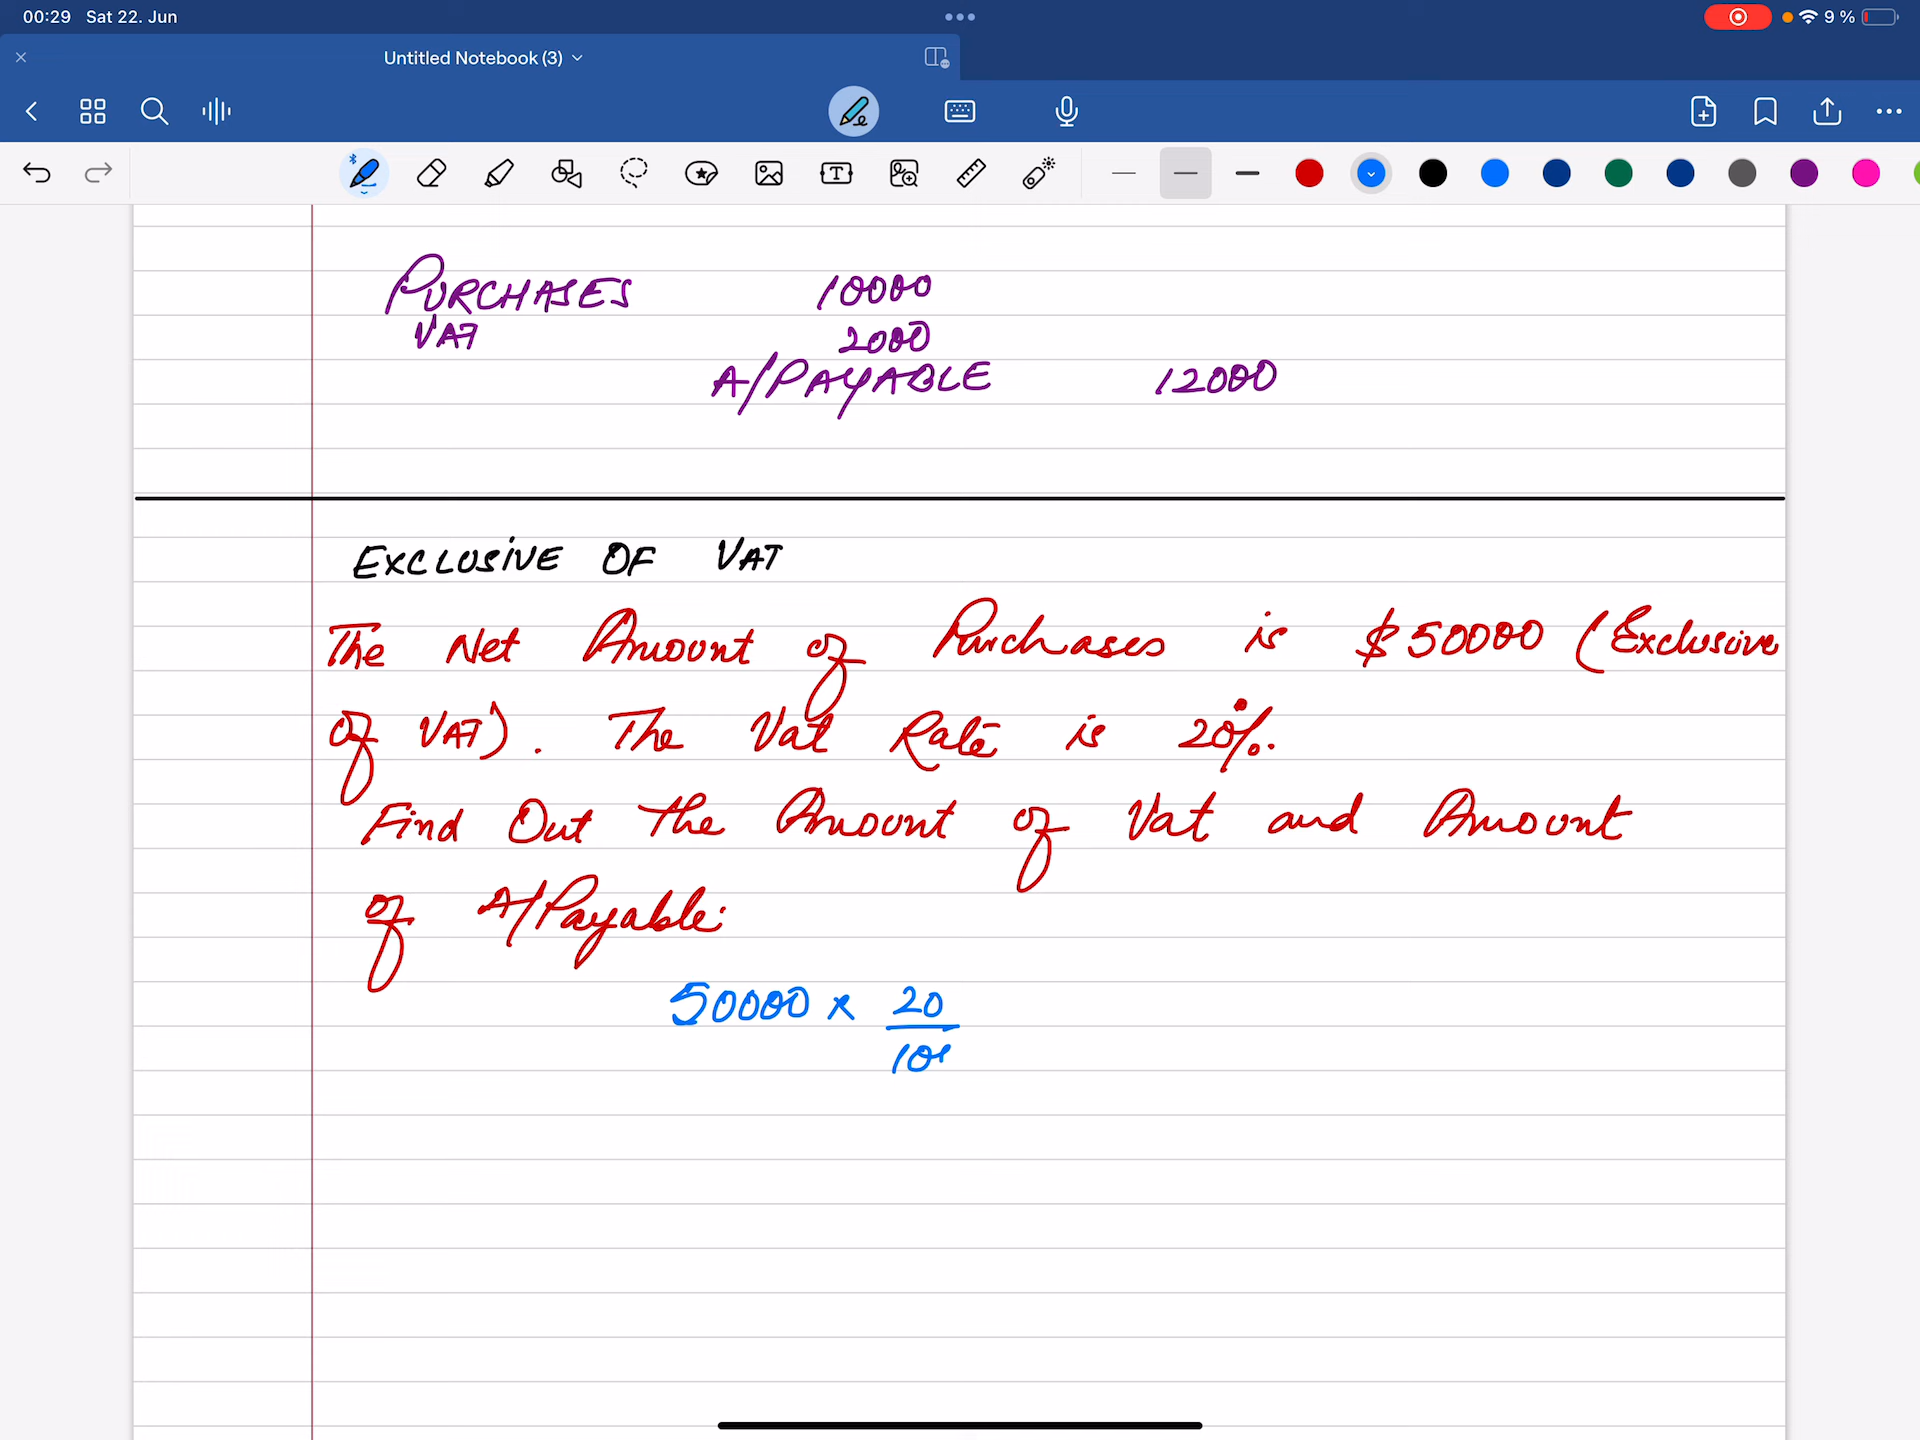 00:29 Sat 22. Jun 9 %
Untitled Notebook (3)
PURCHASES 10000
VAT 2000
A/PAYABLE 12000
EXCLUSIVE OF VAT
The Net Amount of Purchases is $50000 (Exclusive
of VAT). The Vat Rate is 20%.
Find Out The Amount of Vat and Amount
of A/Payable:
50000 x 20
100